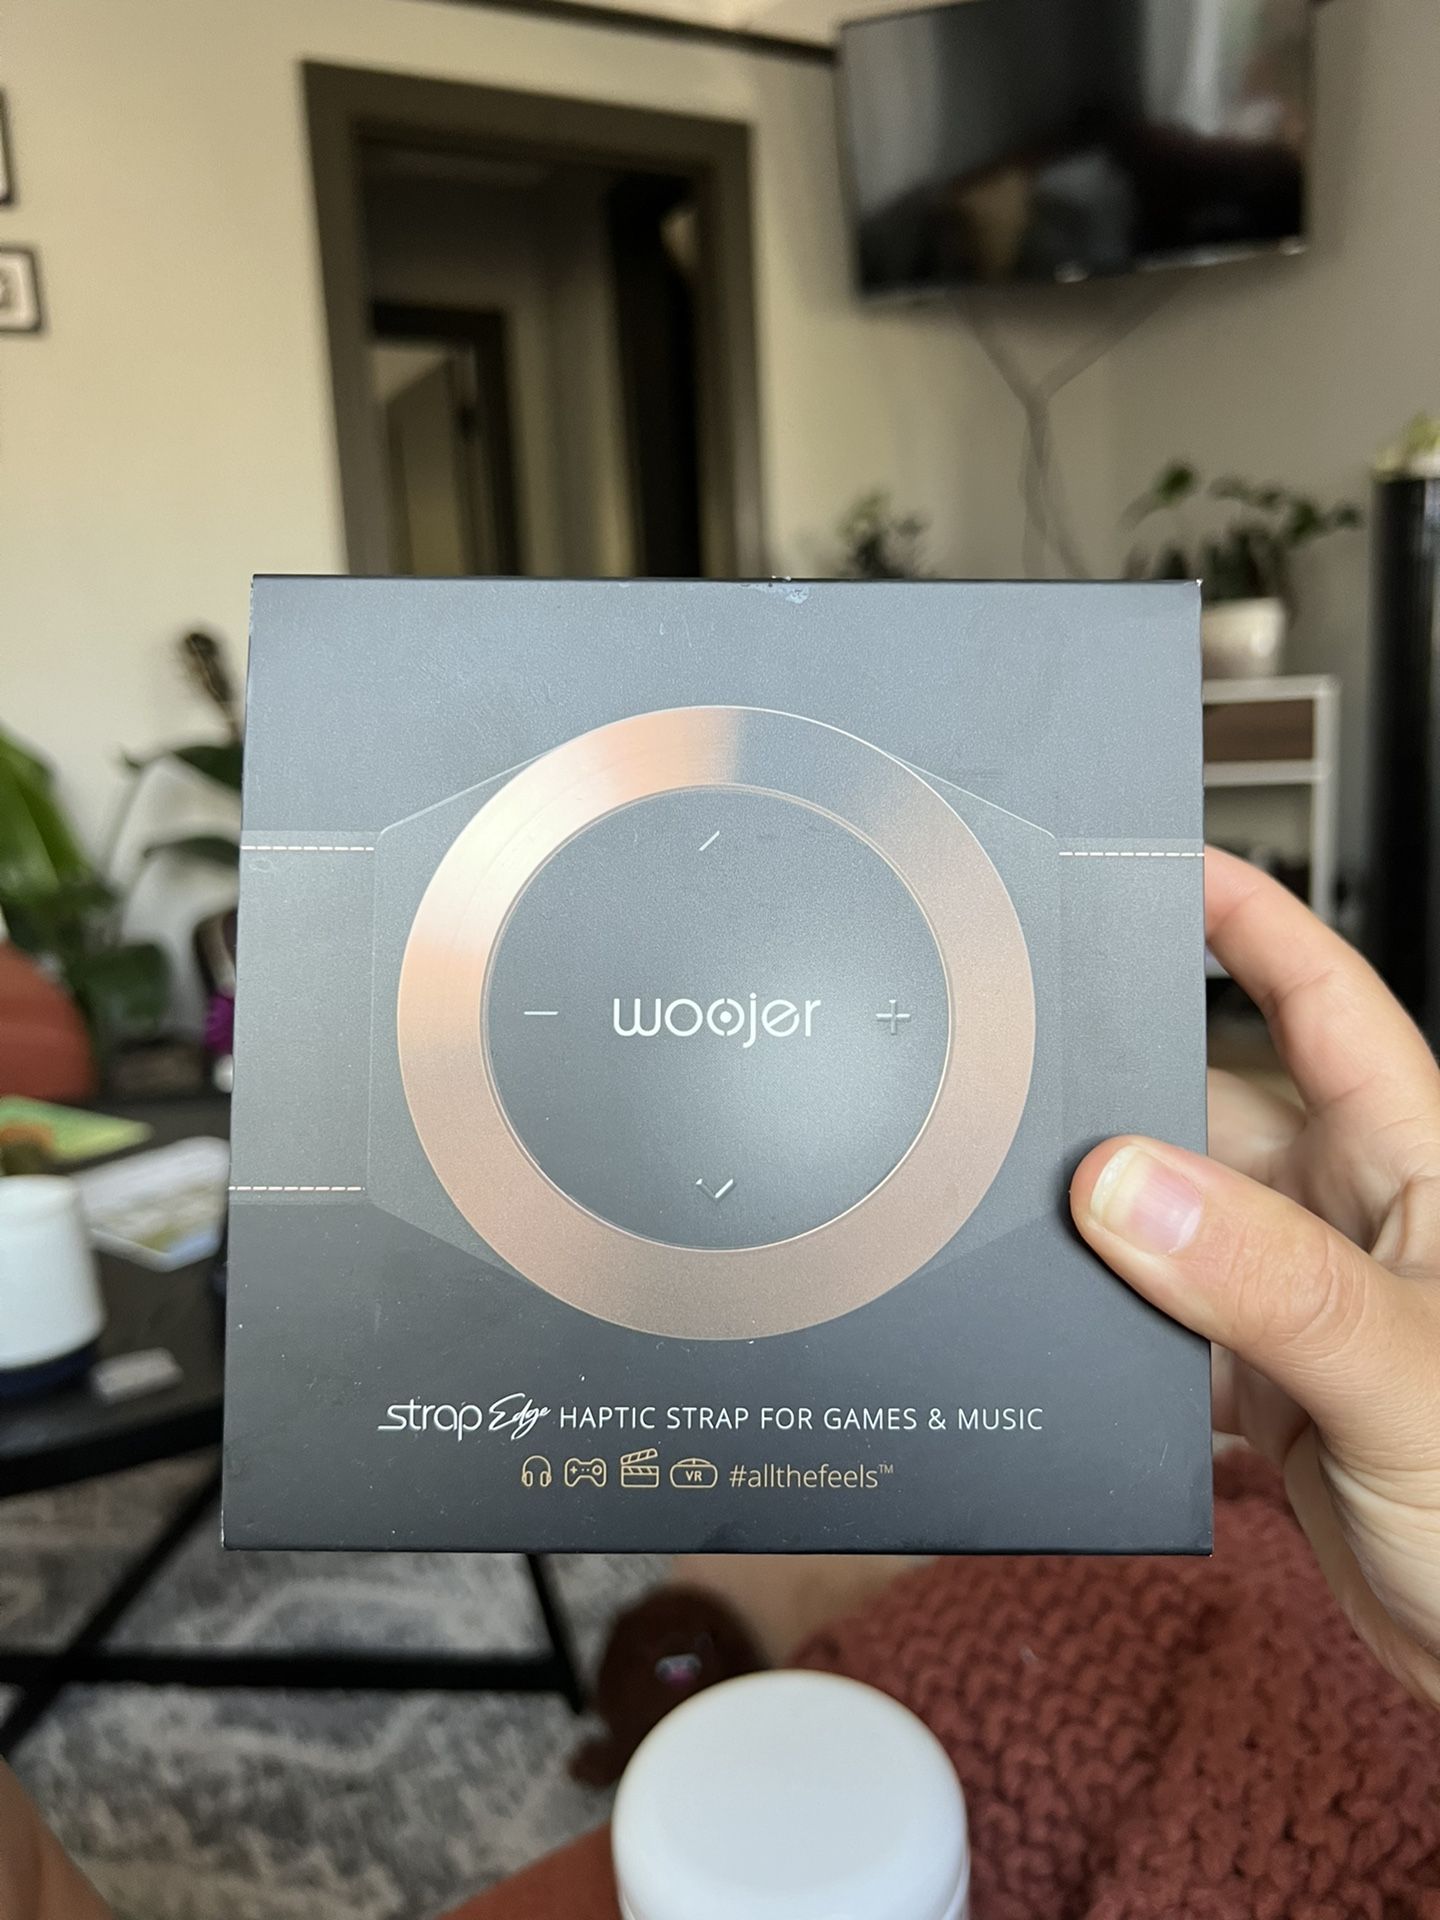 woojer
strap Edge HAPTIC STRAP FOR GAMES & MUSIC
VR #allthefeels™